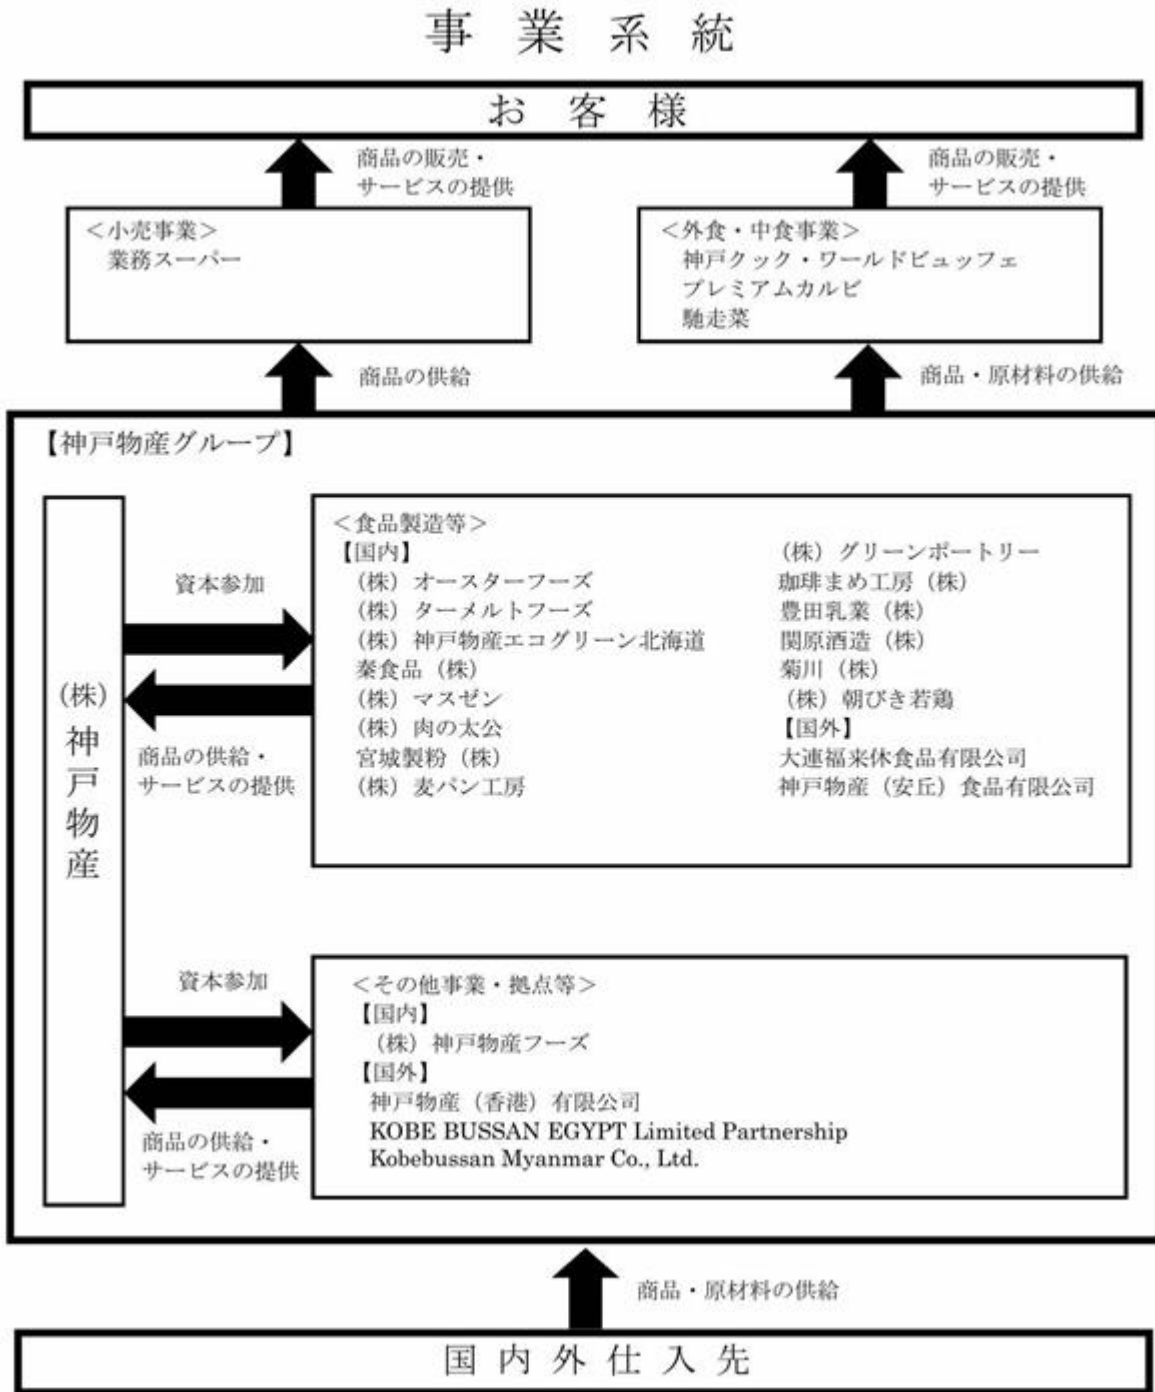 事業系統
お客様
商品の販売・
サービスの提供
商品の販売・
サービスの提供
＜小売事業＞
業務スーパー
＜外食・中食事業＞
神戸クック・ワールドビュッフェ
プレミアムカルビ
馳走菜
商品の供給
商品・原材料の供給
【神戸物産グループ】
（株）神戸物産
資本参加
商品の供給・
サービスの提供
＜食品製造等＞
【国内】
（株）オースターフーズ
（株）ターメルトフーズ
（株）神戸物産エコグリーン北海道
秦食品（株）
（株）マスゼン
（株）肉の太公
宮城製粉（株）
（株）麦パン工房
（株）グリーンポートリー
珈琲まめ工房（株）
豊田乳業（株）
関原酒造（株）
菊川（株）
（株）朝びき若鶏
【国外】
大連福来休食品有限公司
神戸物産（安丘）食品有限公司
資本参加
商品の供給・
サービスの提供
＜その他事業・拠点等＞
【国内】
（株）神戸物産フーズ
【国外】
神戸物産（香港）有限公司
KOBE BUSSAN EGYPT Limited Partnership
Kobebussan Myanmar Co., Ltd.
商品・原材料の供給
国内外仕入先